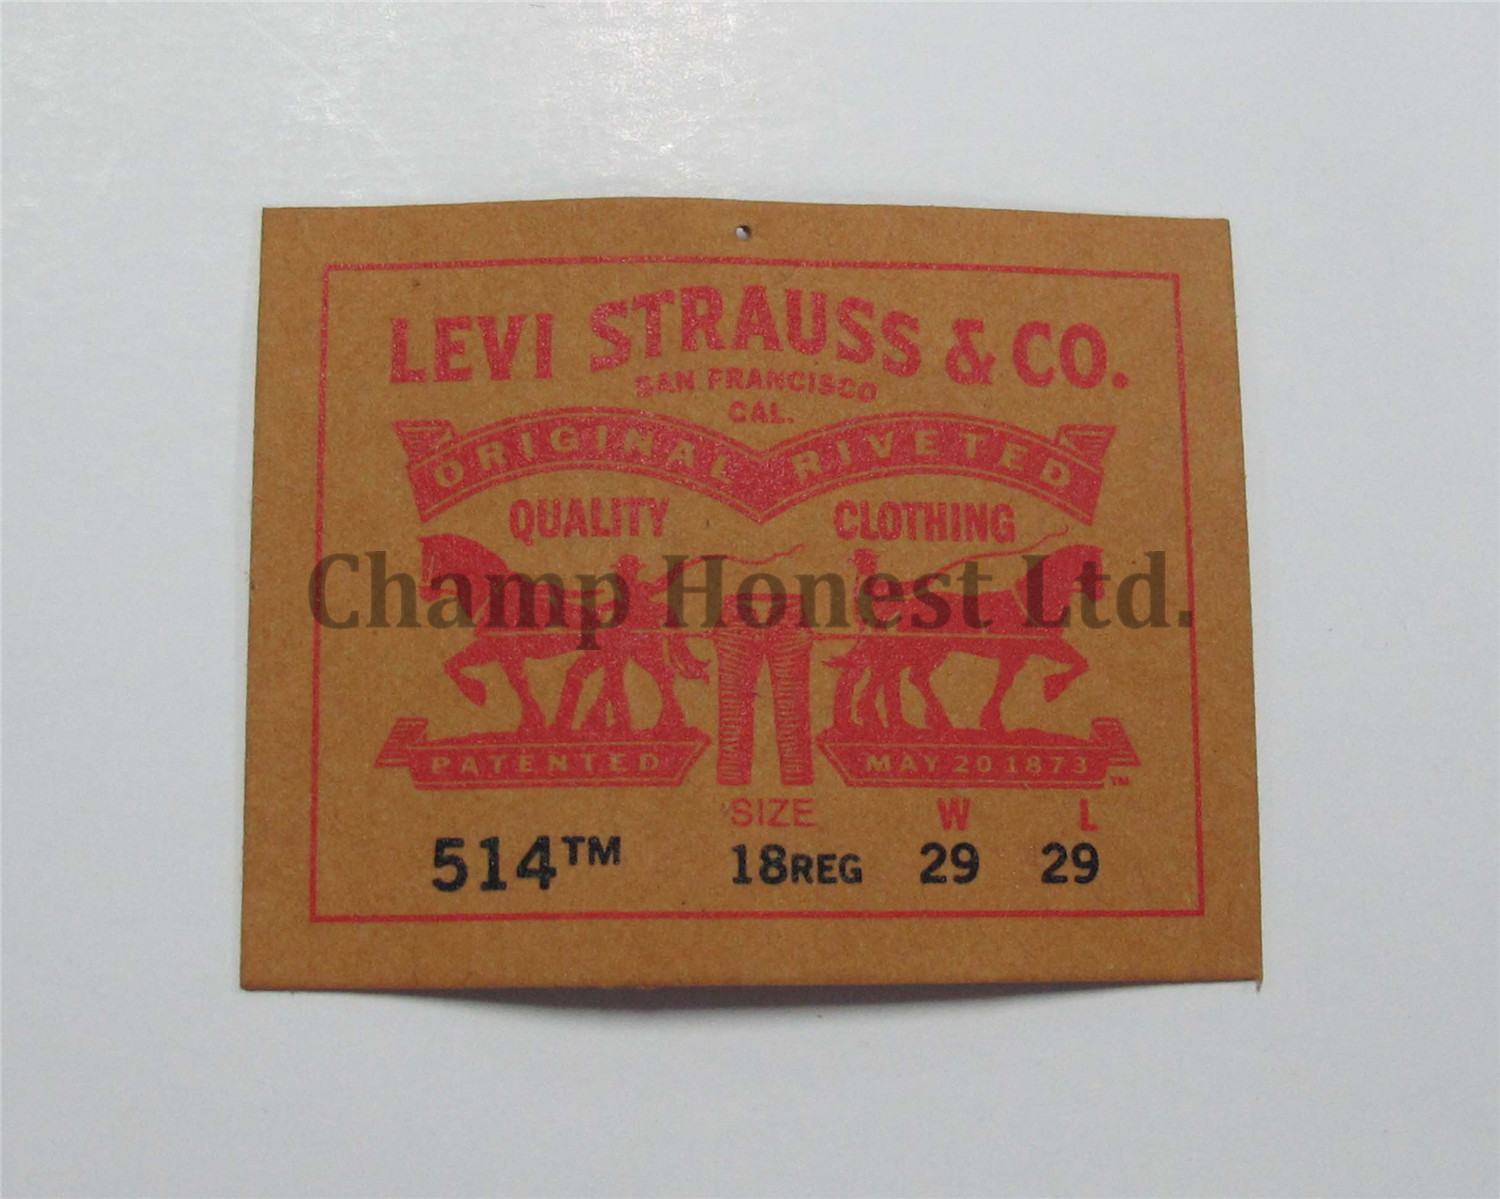 LEVI STRAUSS & CO.
SAN FRANCISCO
CAL.
ORIGINAL RIVETED
QUALITY CLOTHING
Champ Honest Ltd.
PATENTED MAY 20 1873 TM
SIZE W L
514™ 18REG 29 29